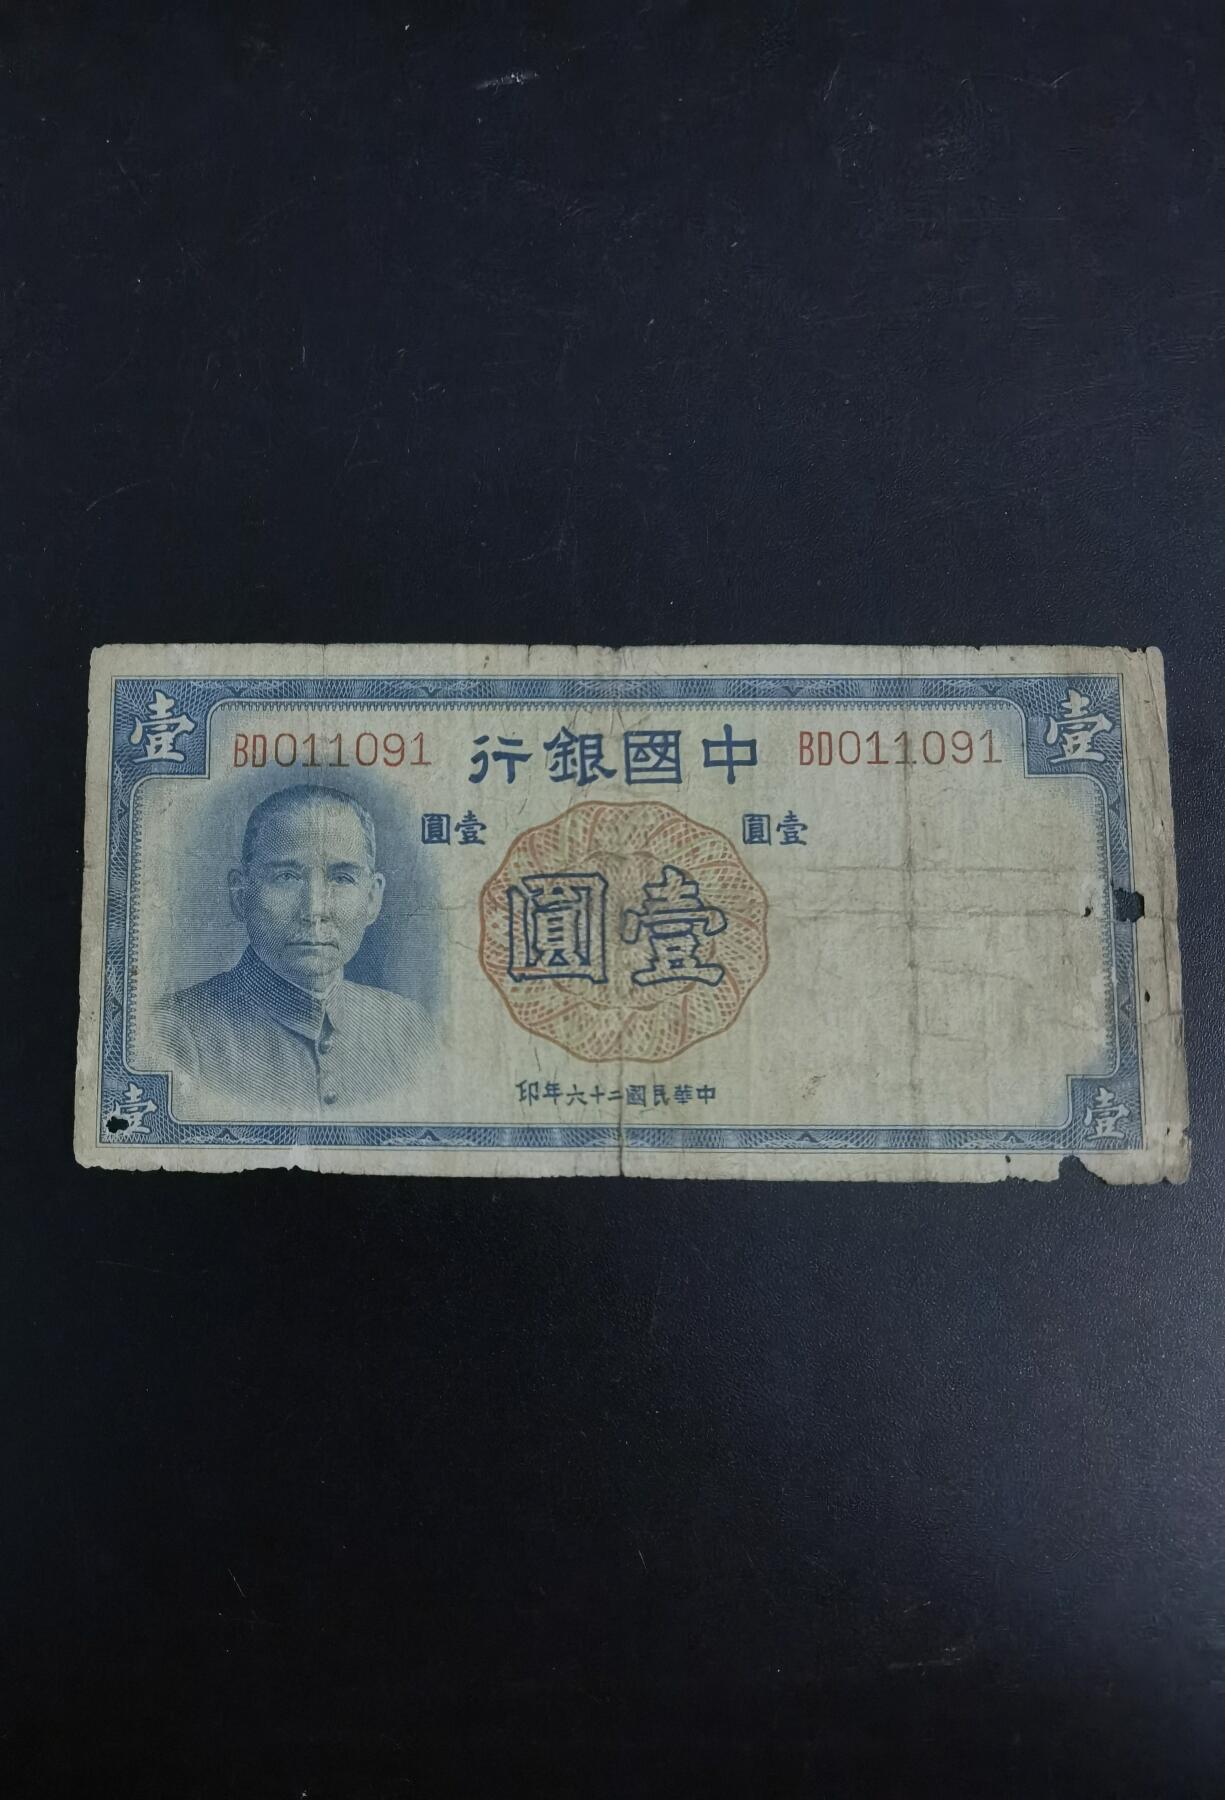 壹 壹
BD011091 中國銀行 BD011091
壹圓 壹圓
壹圓
中華民國二十六年印
壹 壹